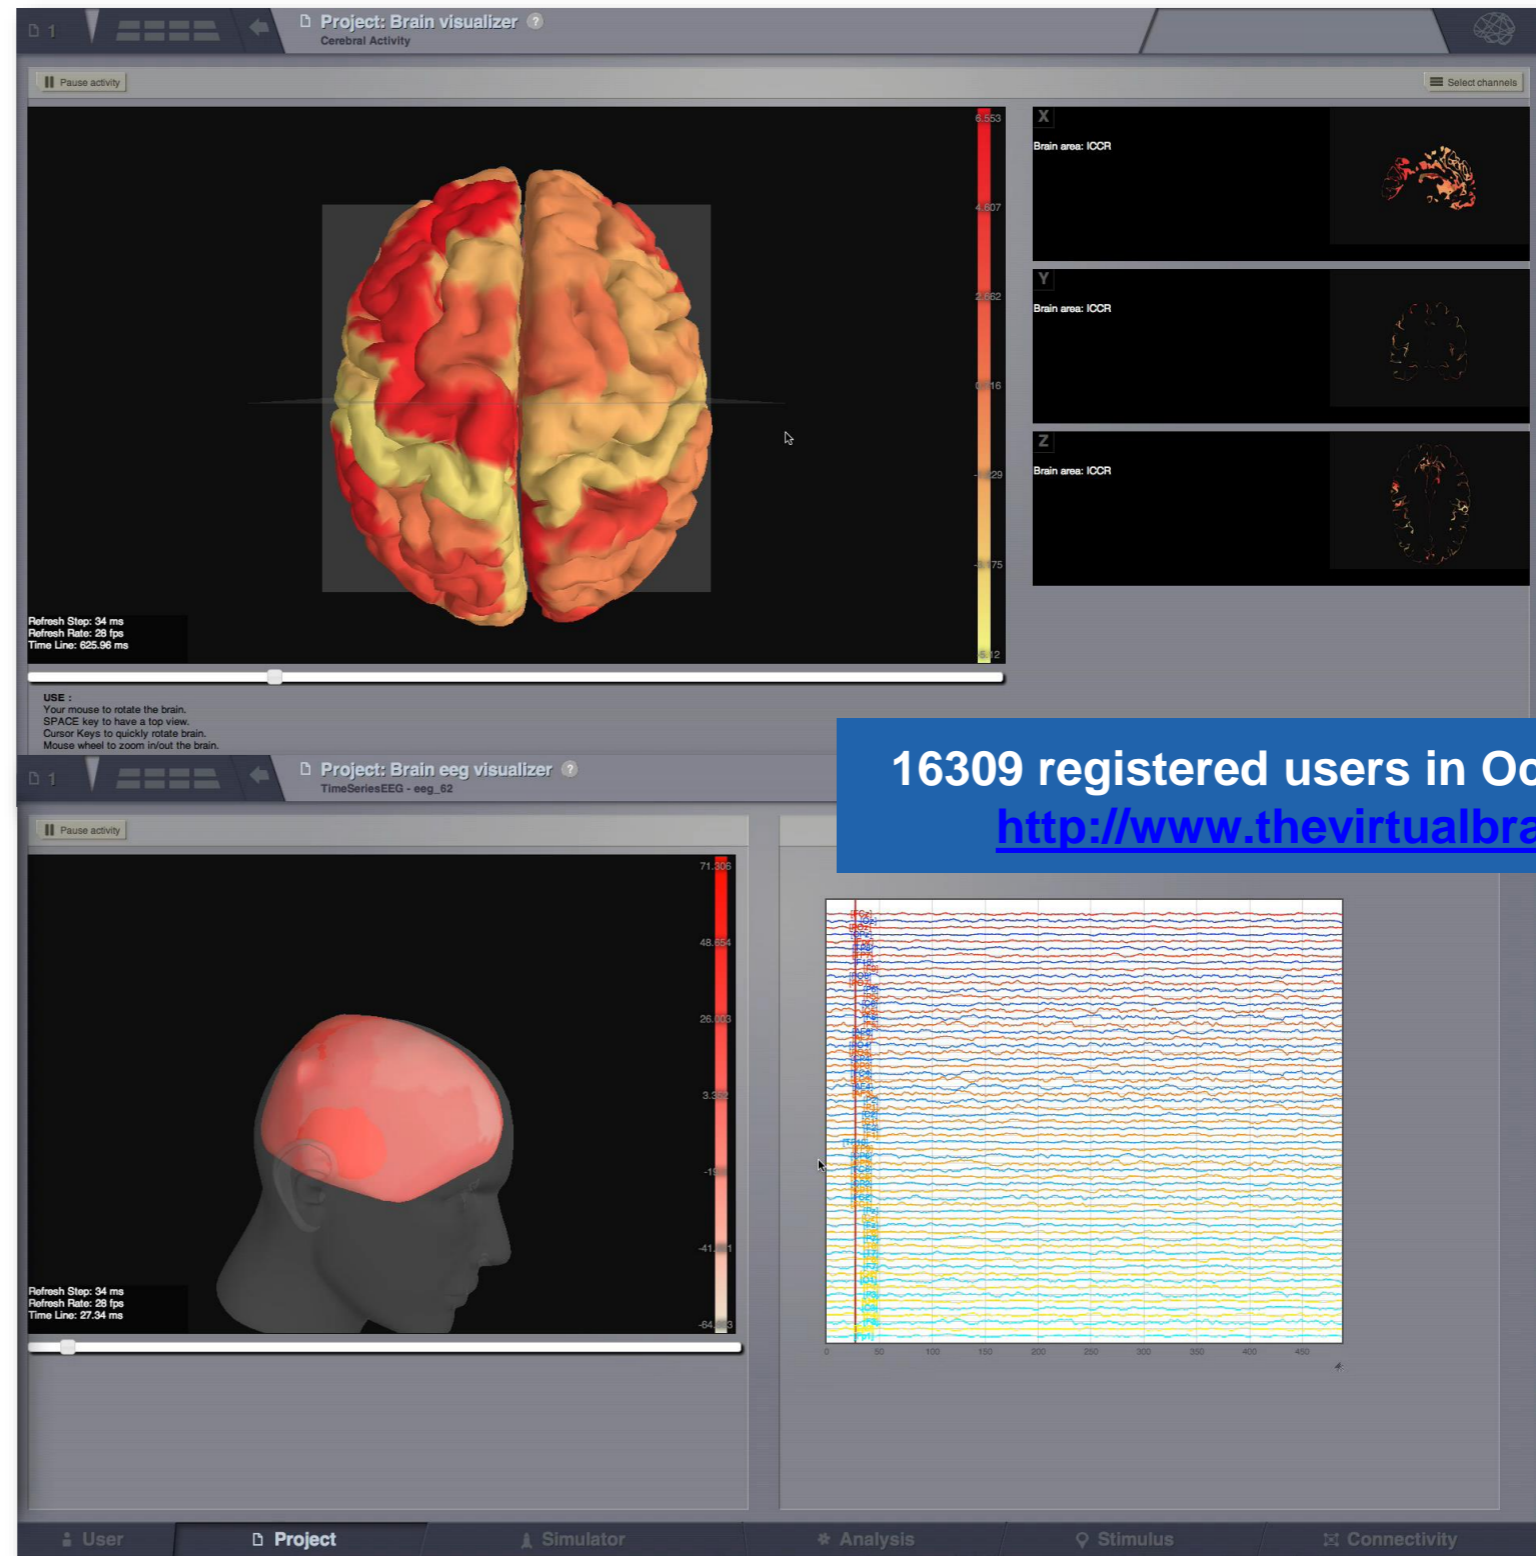 1
Project: Brain visualizer ?
Cerebral Activity
Pause activity
Select channels
6.553
4.607
2.662
X
Brain area: ICCR
Y
Brain area: ICCR
Z
Brain area: ICCR
Refresh Step: 34 ms
Refresh Rate: 28 fps
Time Line: 625.96 ms
USE :
Your mouse to rotate the brain.
SPACE key to have a top view.
Cursor Keys to quickly rotate brain.
Mouse wheel to zoom in/out the brain.
16309 registered users in Oc
http://www.thevirtualbra
1
Project: Brain eeg visualizer ?
TimeSeriesEEG - eeg_62
Pause activity
71.306
48.654
26.003
Refresh Step: 34 ms
Refresh Rate: 28 fps
Time Line: 27.34 ms
0 50 100 150 200 250 300 350 400 450
User Project Simulator Analysis Stimulus Connectivity